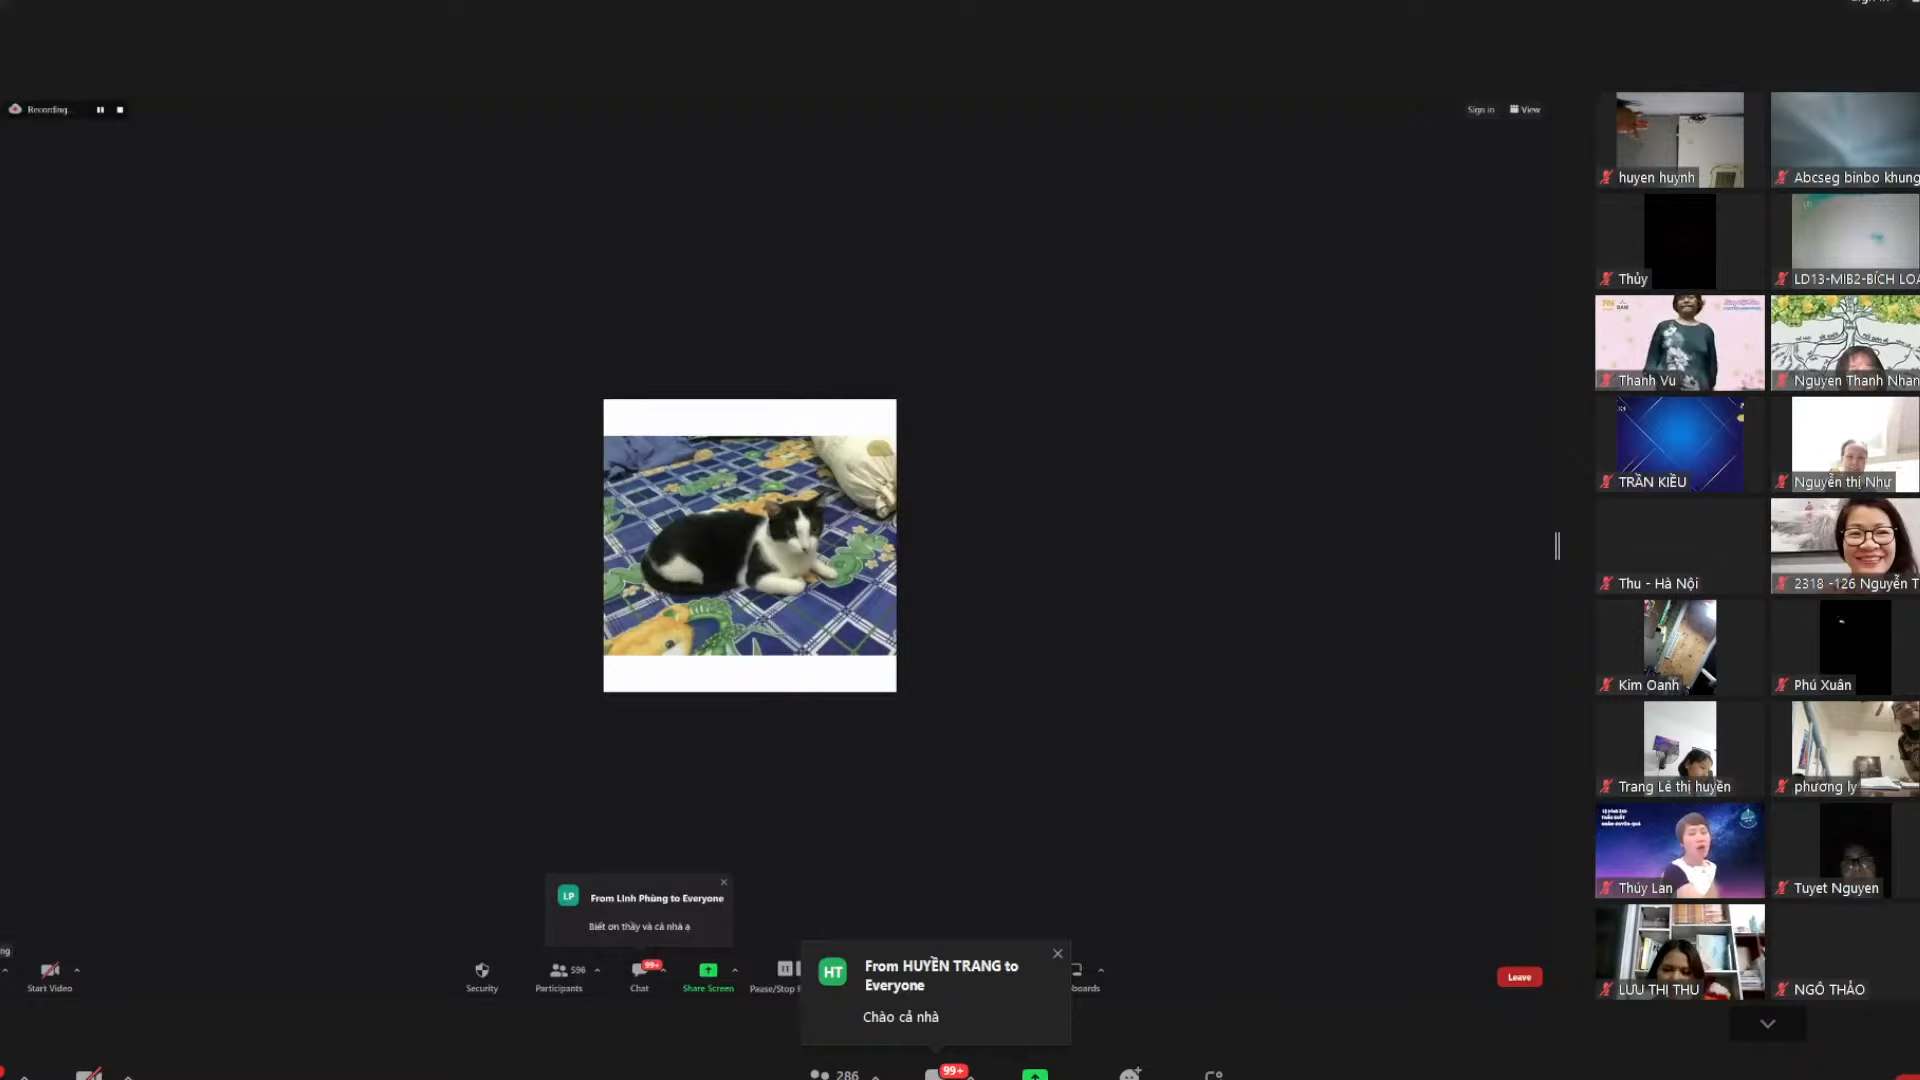 Recording...
Sign in
View
huyen huynh
Abcseg binbo khung
Thủy
LD13-MIB2-BÍCH LOA
Thanh Vu
Nguyen Thanh Nhan
TRẦN KIỀU
Nguyễn thị Như
Thu - Hà Nội
2318 -126 Nguyễn T
Kim Oanh
Phú Xuân
Trang Lê thị huyền
phương ly
Thúy Lan
Tuyet Nguyen
LƯU THỊ THU
NGÔ THẢO
LP
From Linh Phùng to Everyone
Biết ơn thầy và cả nhà ạ
ng
Start Video
Security
596
Participants
99+
Chat
Share Screen
Pause/Stop
boards
Leave
HT
From HUYỀN TRANG to
Everyone
Chào cả nhà
286
99+